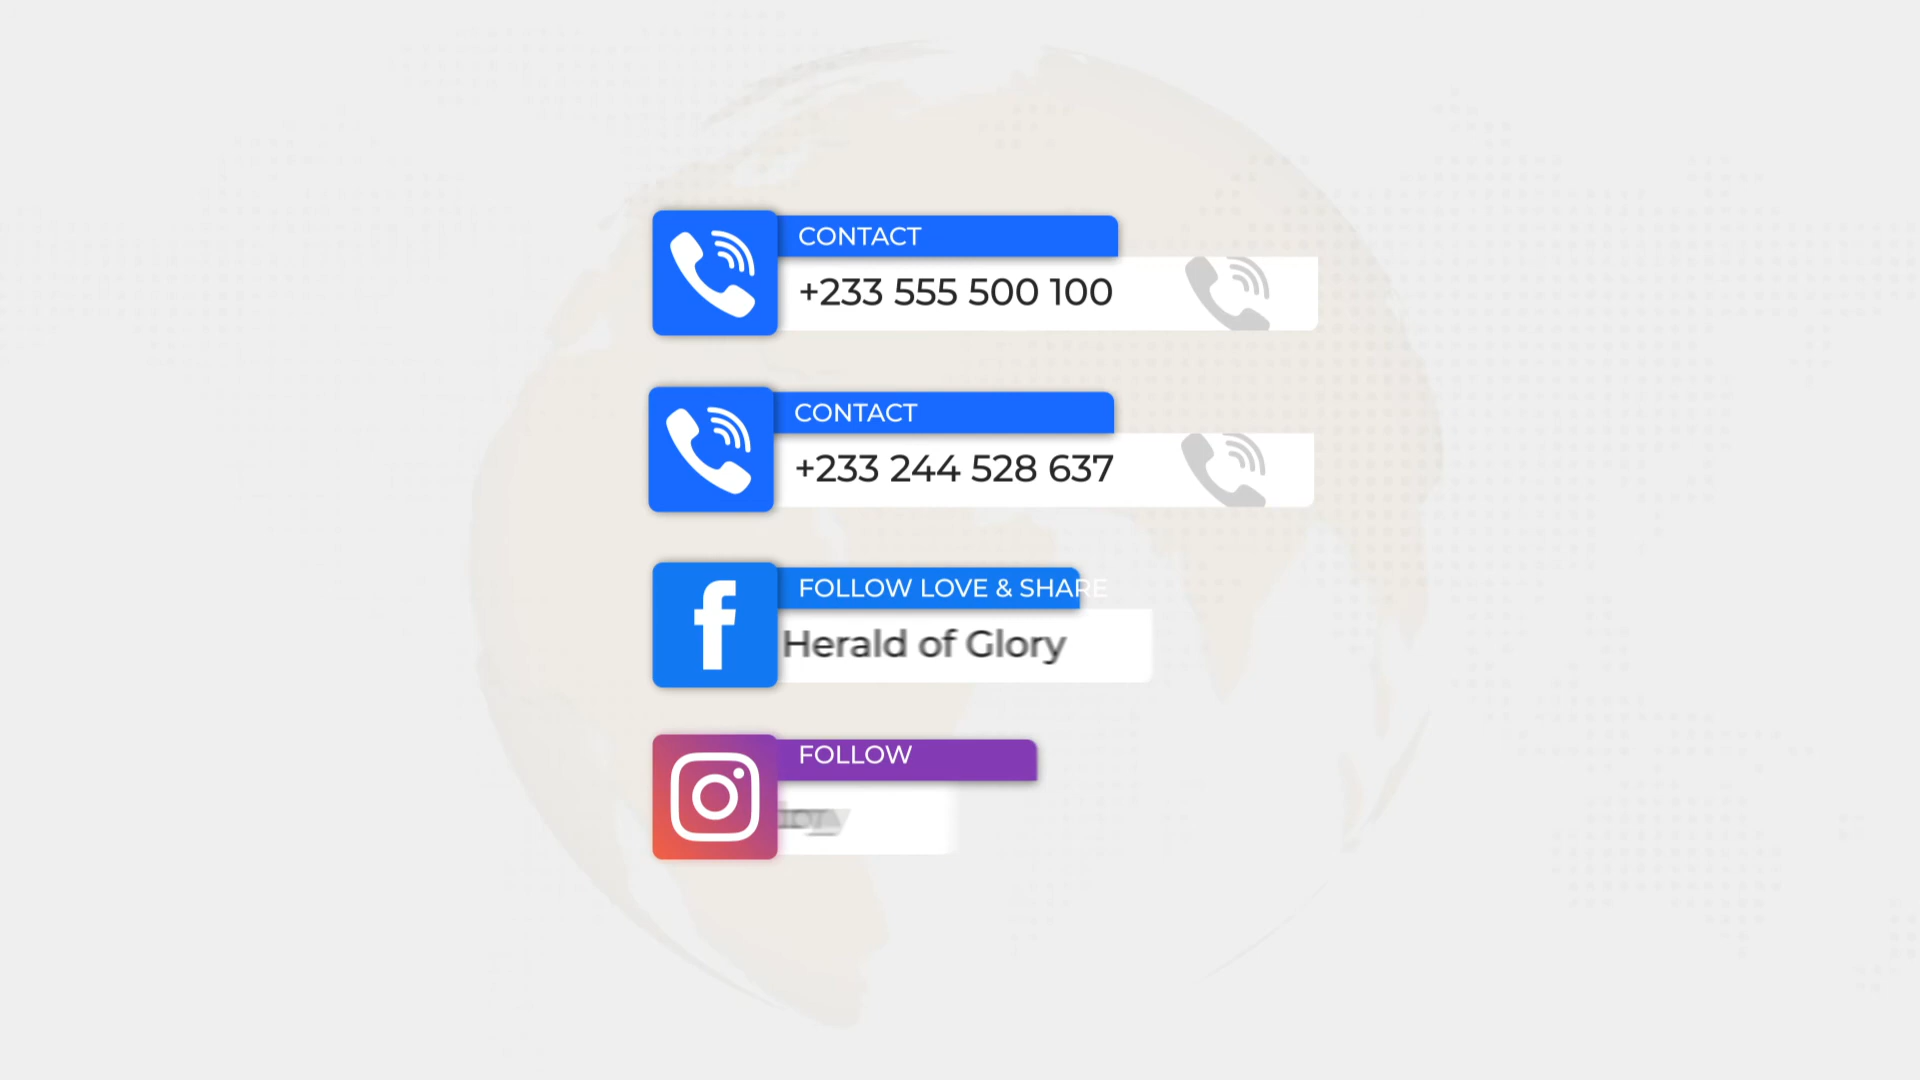 CONTACT
+233 555 500 100
CONTACT
+233 244 528 637
FOLLOW LOVE & SHARE
Herald of Glory
FOLLOW